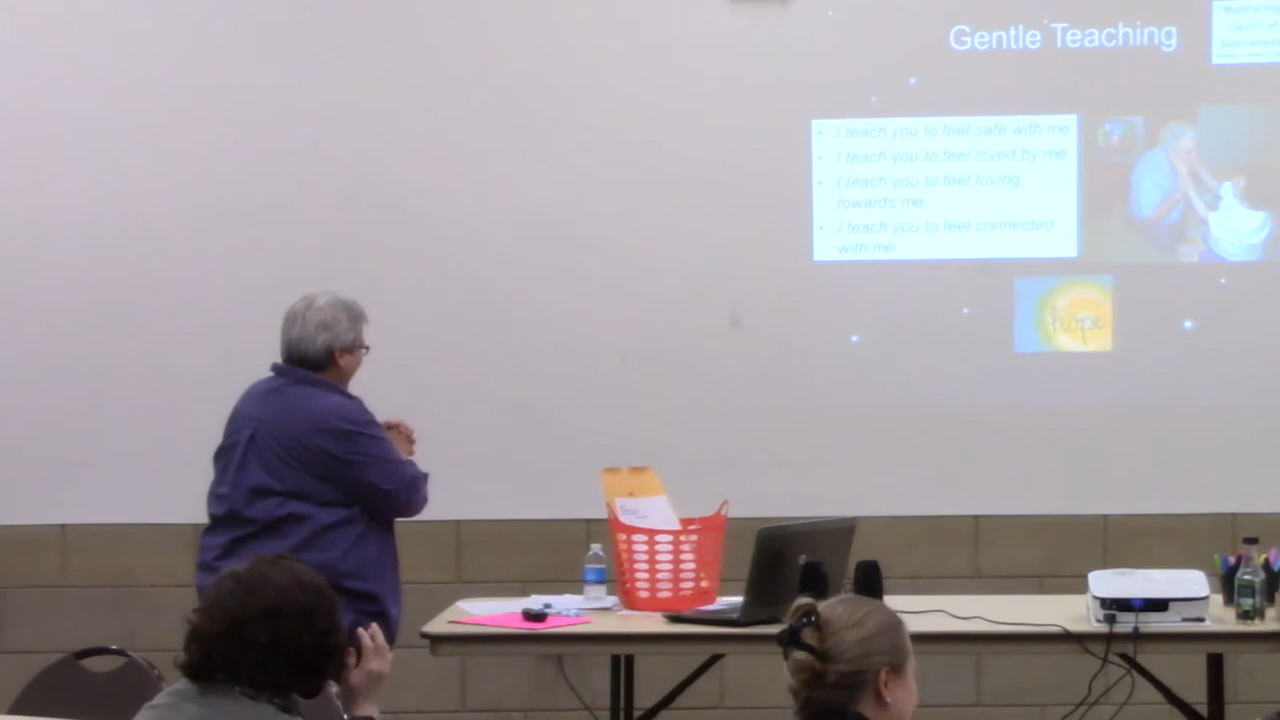 Gentle Teaching
• I teach you to feel safe with me
• I teach you to feel loved by me
• I teach you to feel loving
towards me
• I teach you to feel connected
with me
hope